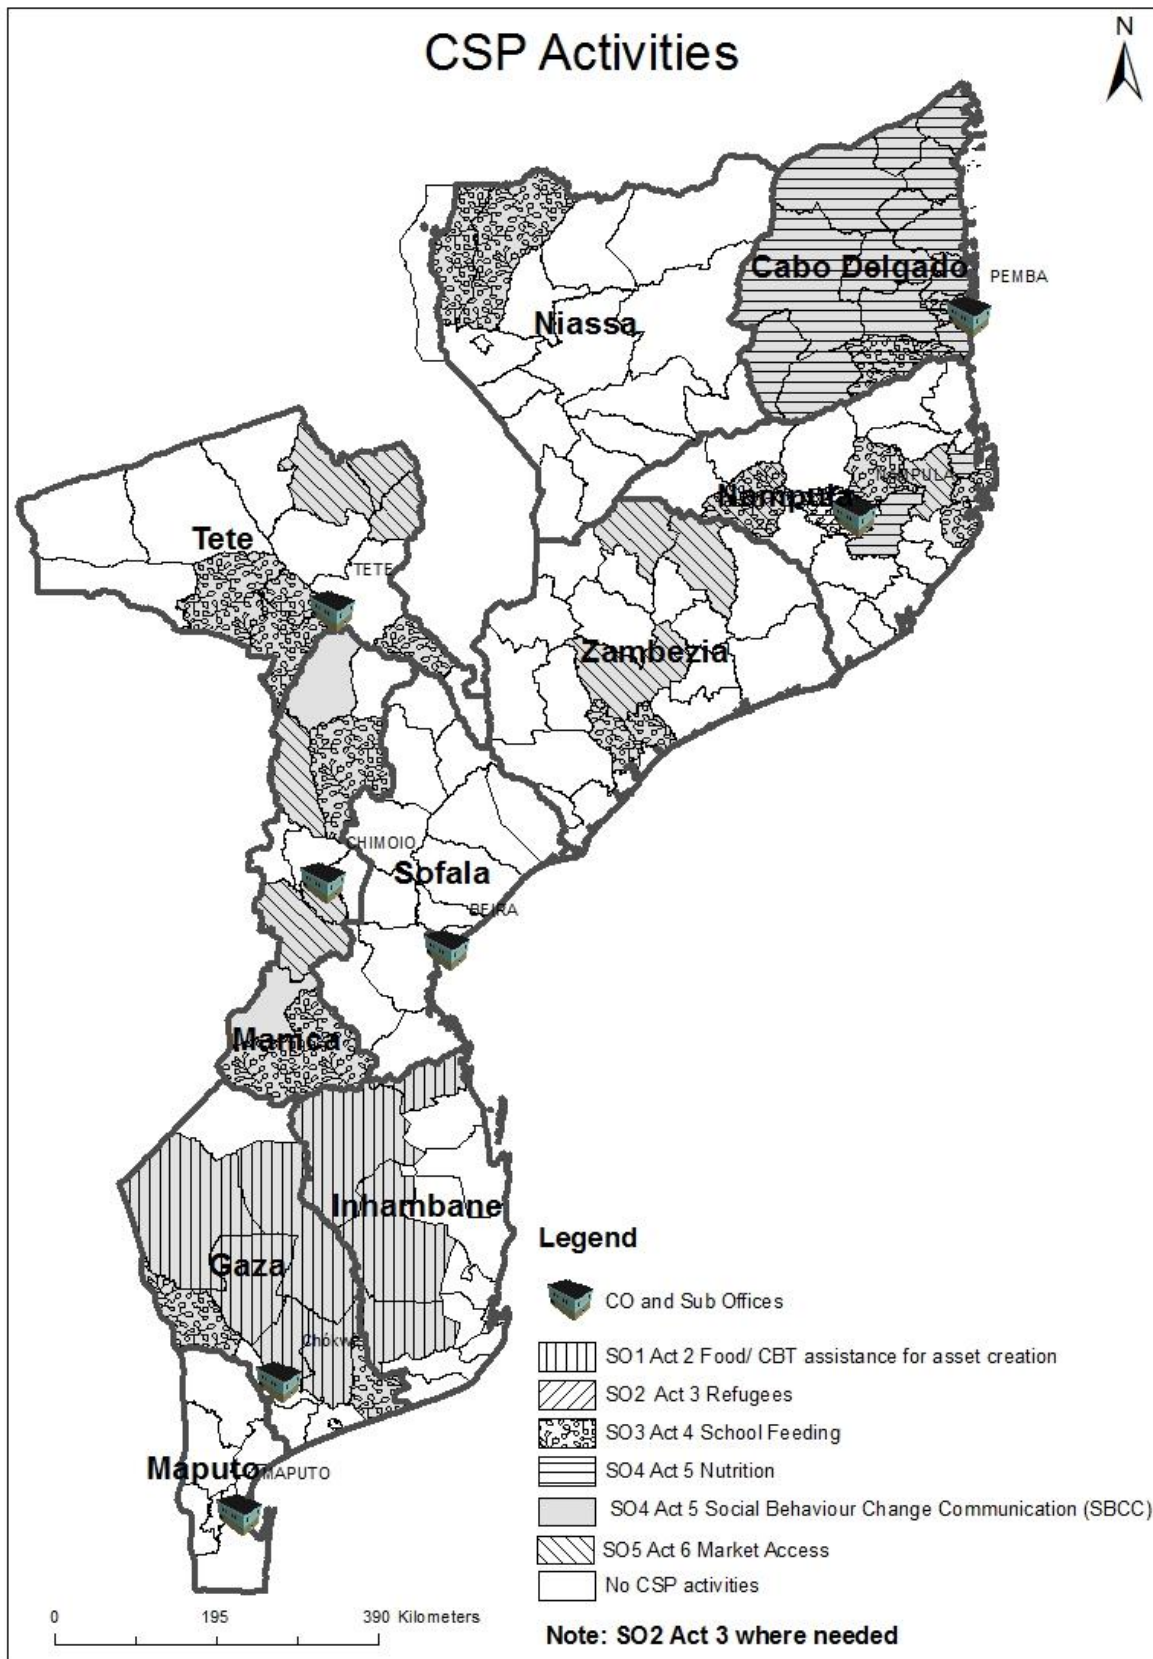 CSP Activities
N
Cabo Delgado
PEMBA
Niassa
NAMPULA
Nampula
Tete
TETE
Zambezia
CHIMOIO
Sofala
BEIRA
Manica
Inhambane
Gaza
Chókwe
Maputo
MAPUTO
Legend
CO and Sub Offices
SO1 Act 2 Food/ CBT assistance for asset creation
SO2 Act 3 Refugees
SO3 Act 4 School Feeding
SO4 Act 5 Nutrition
SO4 Act 5 Social Behaviour Change Communication (SBCC)
SO5 Act 6 Market Access
No CSP activities
0 195 390 Kilometers
Note: SO2 Act 3 where needed